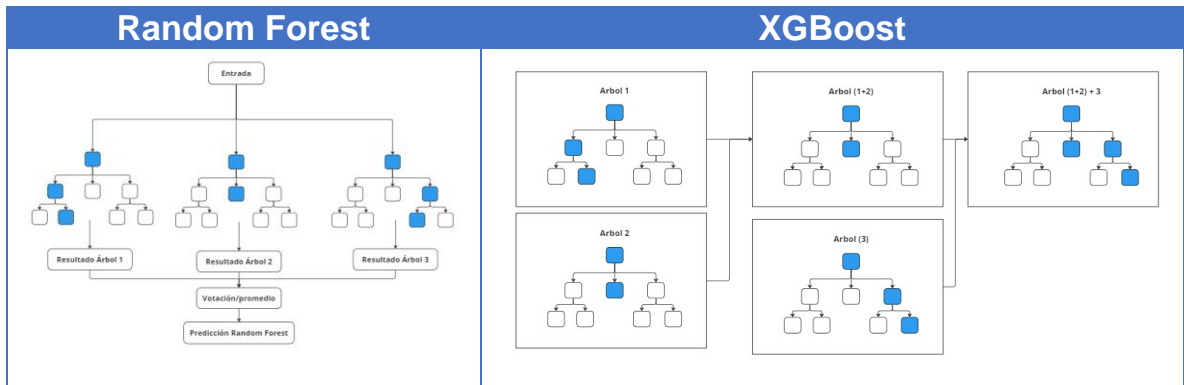 Random Forest
Entrada
Resultado Árbol 1
Resultado Árbol 2
Resultado Árbol 3
Votación/promedio
Predicción Random Forest
XGBoost
Arbol 1
Arbol (1+2)
Arbol (1+2) + 3
Arbol 2
Arbol (3)